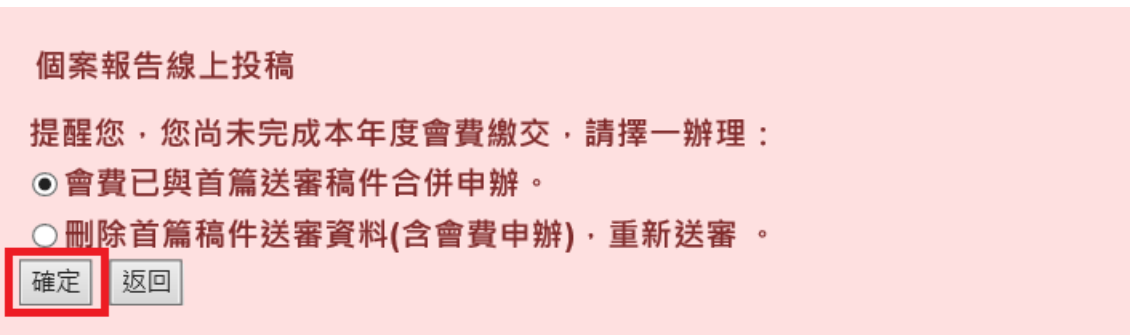 個案報告線上投稿
提醒您，您尚未完成本年度會費繳交，請擇一辦理：
會費已與首篇送審稿件合併申辦。
刪除首篇稿件送審資料(含會費申辦)，重新送審 。
確定 返回